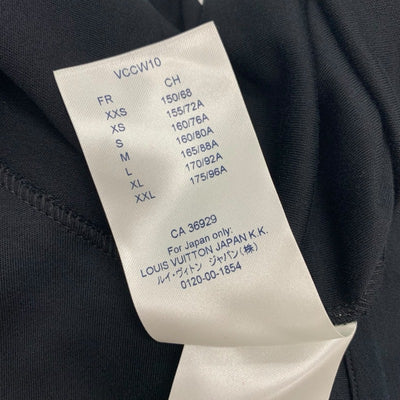 VCCW10
FR CH
XXS 150/68
XS 155/72A
S 160/76A
M 160/80A
L 165/88A
XL 170/92A
XXL 175/96A
CA 36929
For Japan only:
LOUIS VUITTON JAPAN K.K.
ルイ・ヴィトン ジャパン(株)
0120-00-1854